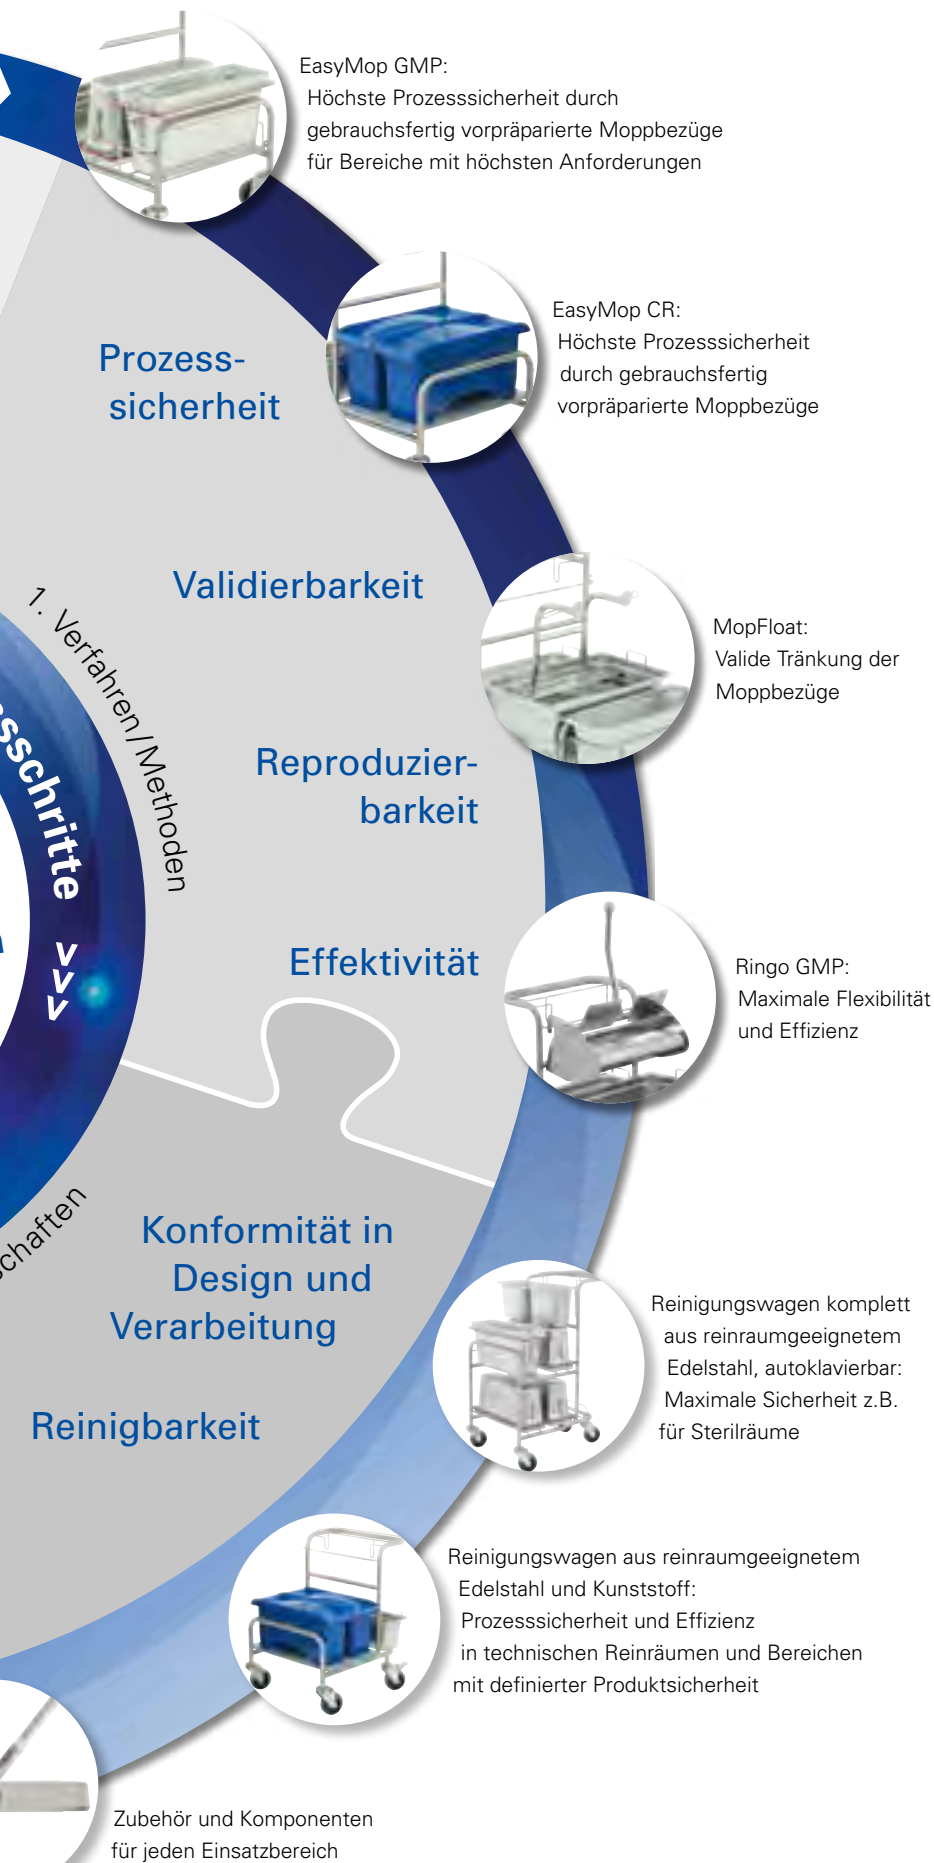 EasyMop GMP:
Höchste Prozesssicherheit durch
gebrauchsfertig vorpräparierte Moppbezüge
für Bereiche mit höchsten Anforderungen
EasyMop CR:
Höchste Prozesssicherheit
durch gebrauchsfertig
vorpräparierte Moppbezüge
Prozess-
sicherheit
Validierbarkeit
1. Verfahren/Methoden
MopFloat:
Valide Tränkung der
Moppbezüge
Reproduzier-
barkeit
ssschritte >>>
Effektivität
Ringo GMP:
Maximale Flexibilität
und Effizienz
schaften
Konformität in
Design und
Verarbeitung
Reinigbarkeit
Reinigungswagen komplett
aus reinraumgeeignetem
Edelstahl, autoklavierbar:
Maximale Sicherheit z.B.
für Sterilräume
Reinigungswagen aus reinraumgeeignetem
Edelstahl und Kunststoff:
Prozesssicherheit und Effizienz
in technischen Reinräumen und Bereichen
mit definierter Produktsicherheit
Zubehör und Komponenten
für jeden Einsatzbereich